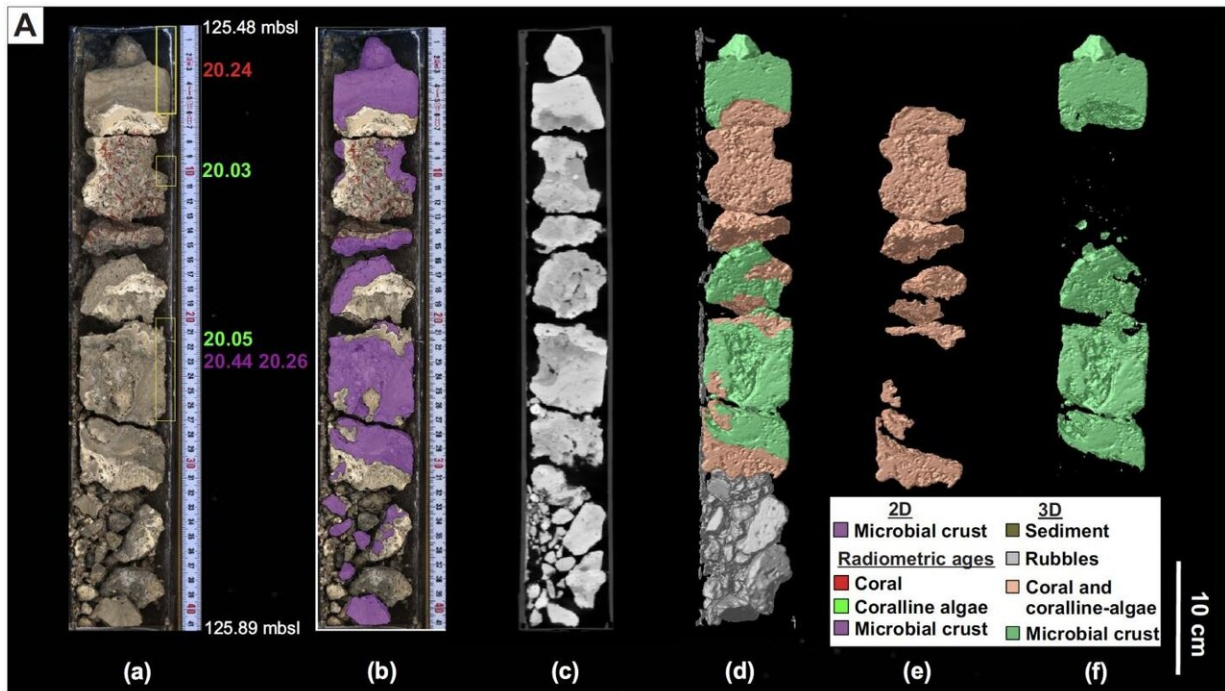 A
125.48 mbsl
20.24
20.03
20.05
20.44 20.26
125.89 mbsl
2D
Microbial crust
Radiometric ages
Coral
Coralline algae
Microbial crust
3D
Sediment
Rubbles
Coral and
coralline-algae
Microbial crust
10 cm
(a)
(b)
(c)
(d)
(e)
(f)